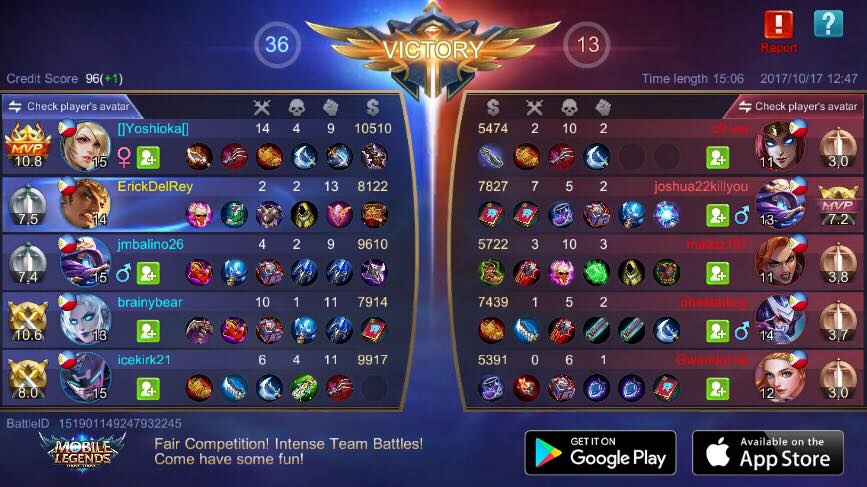 36 VICTORY 13
Report
Credit Score 96(+1) Time length 15:06 2017/10/17 12:47
Check player's avatar $ $ Check player's avatar
[]Yoshioka[] 14 4 9 10510 5474 2 10 2
MVP 10.8 15 11 3,0
ErickDelRey 2 2 13 8122 7827 7 5 2 joshua22killyou
7,5 14 13 MVP 7.2
jmbalino26 4 2 9 9610 5722 3 10 3
7,4 15 11 3,8
brainybear 10 1 11 7914 7439 1 5 2
10.6 13 14 3,7
icekirk21 6 4 11 9917 5391 0 6 1
8.0 15 12 3,0
BattleID 151901149247932245
MOBILE LEGENDS
Fair Competition! Intense Team Battles!
Come have some fun!
GET IT ON
Google Play
Available on the
App Store